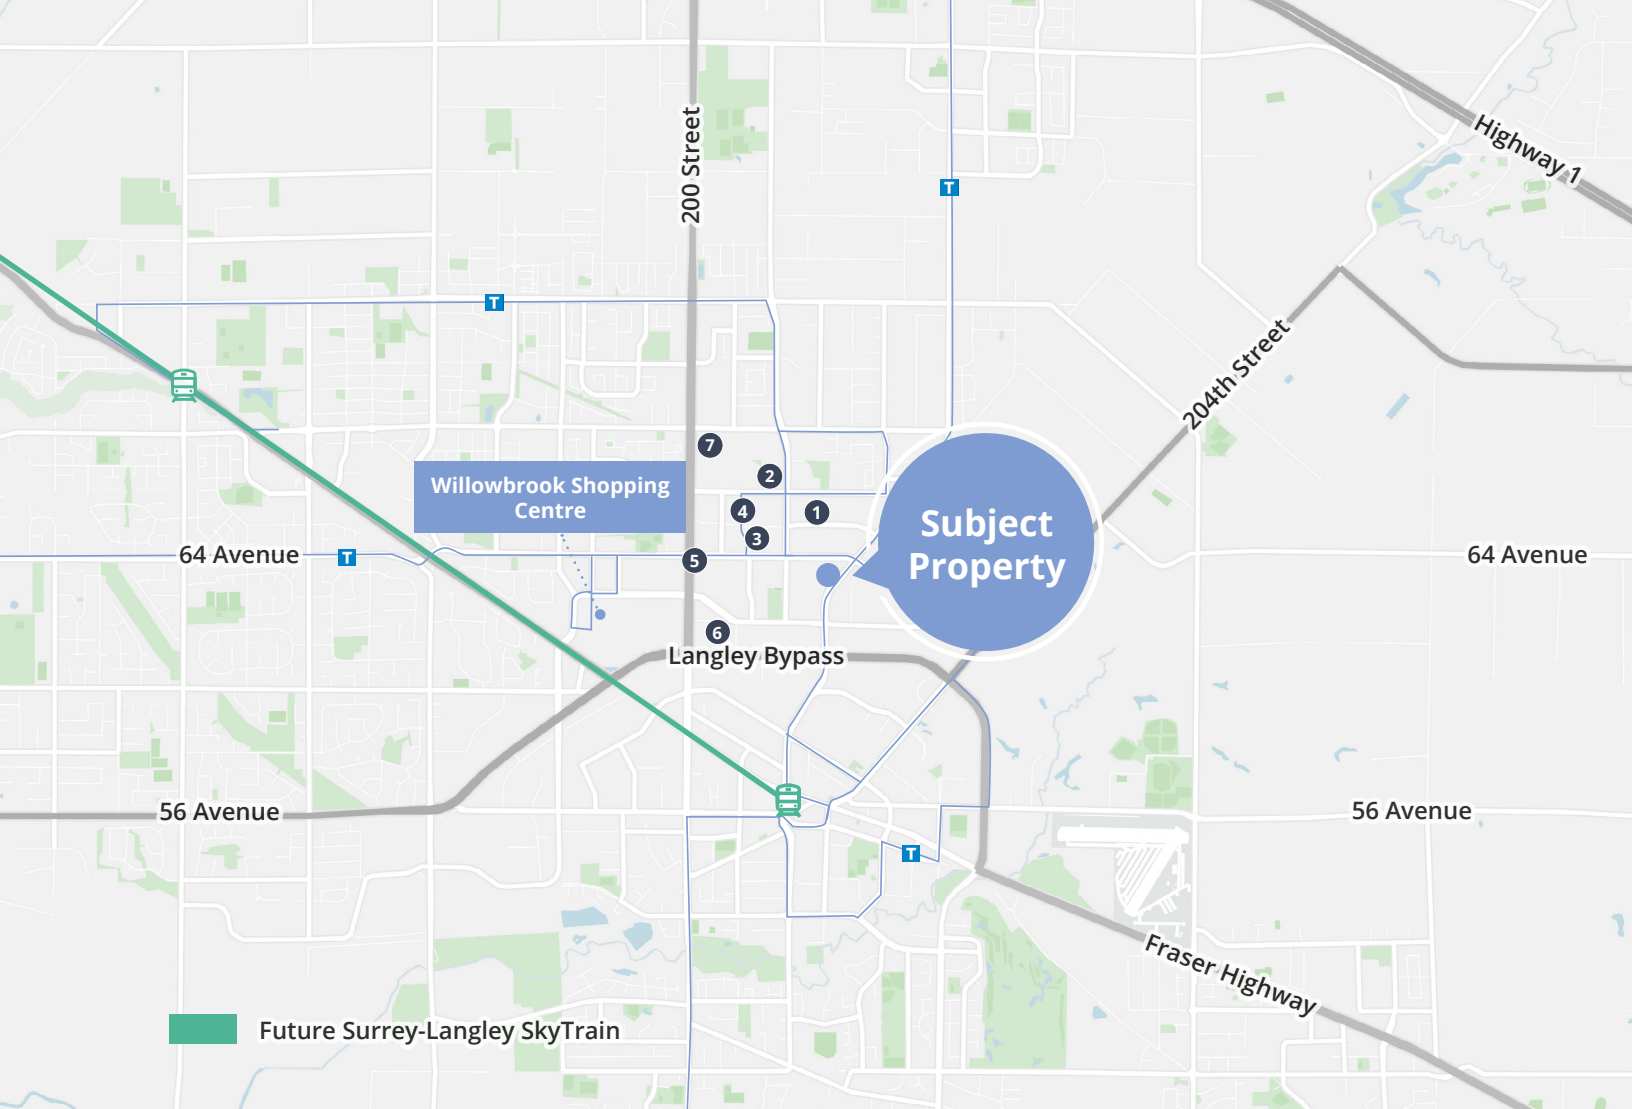 Highway 1
200 Street
T
T
204th Street
7
Willowbrook Shopping
Centre
2
4
1
3
Subject
Property
64 Avenue
T
5
64 Avenue
6
Langley Bypass
56 Avenue
56 Avenue
T
Fraser Highway
Future Surrey-Langley SkyTrain